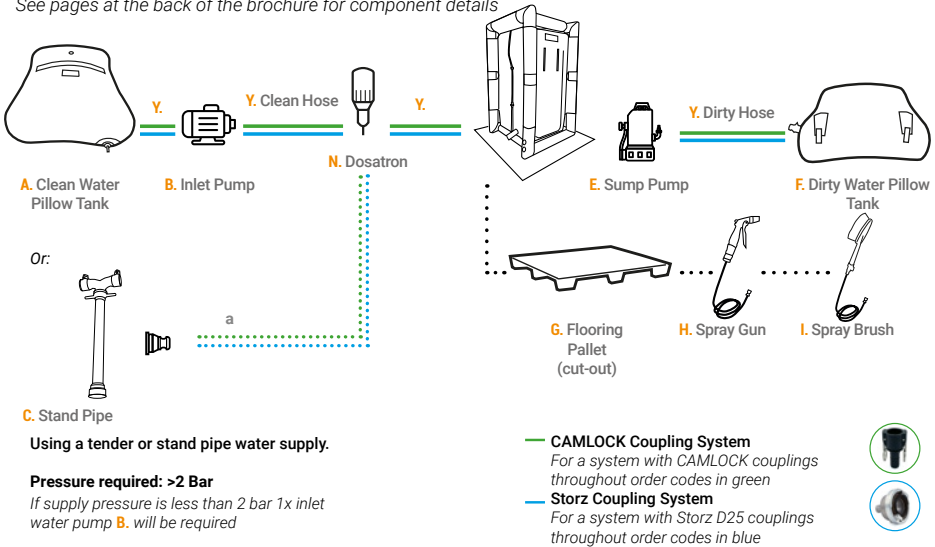 See pages at the back of the brochure for component details
Y.
Y. Clean Hose
Y.
Y. Dirty Hose
A. Clean Water
Pillow Tank
B. Inlet Pump
N. Dosatron
E. Sump Pump
F. Dirty Water Pillow
Tank
Or:
a
G. Flooring
Pallet
(cut-out)
H. Spray Gun
I. Spray Brush
C. Stand Pipe
Using a tender or stand pipe water supply.
Pressure required: >2 Bar
If supply pressure is less than 2 bar 1x inlet
water pump B. will be required
CAMLOCK Coupling System
For a system with CAMLOCK couplings
throughout order codes in green
Storz Coupling System
For a system with Storz D25 couplings
throughout order codes in blue